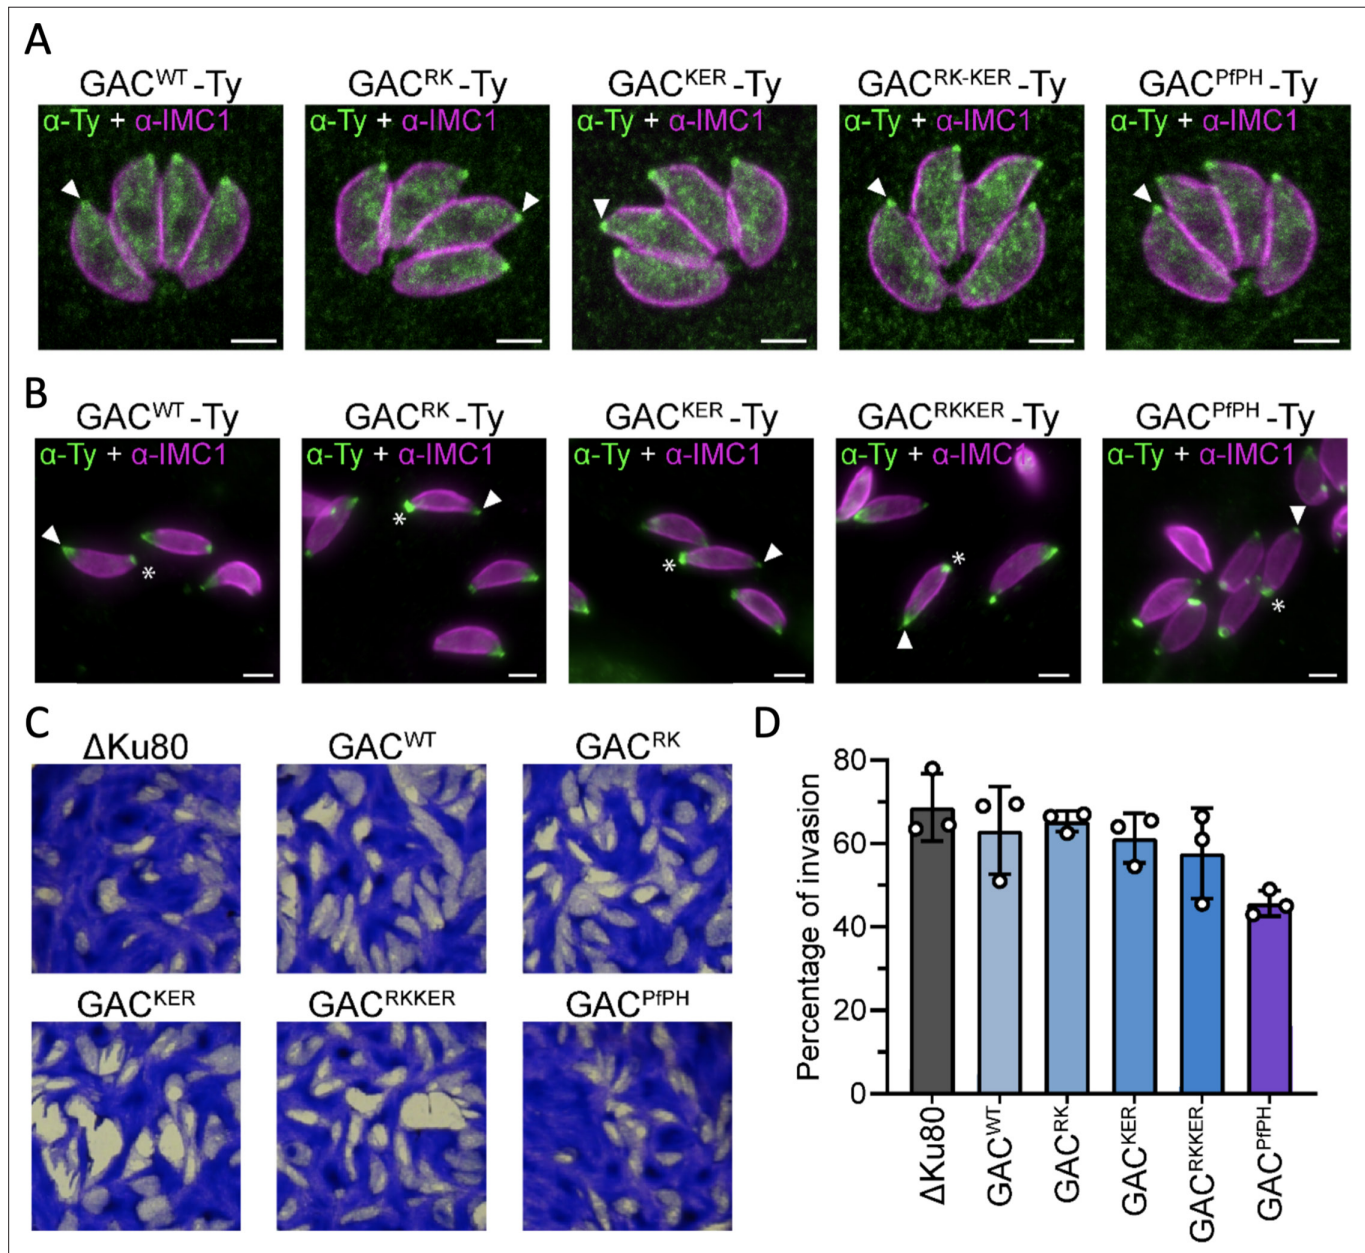 A
GAC^WT -Ty GAC^RK -Ty GAC^KER -Ty GAC^RK-KER -Ty GAC^PfPH -Ty
α-Ty + α-IMC1 α-Ty + α-IMC1 α-Ty + α-IMC1 α-Ty + α-IMC1 α-Ty + α-IMC1
B
GAC^WT -Ty GAC^RK -Ty GAC^KER -Ty GAC^RKKER -Ty GAC^PfPH -Ty
α-Ty + α-IMC1 α-Ty + α-IMC1 α-Ty + α-IMC1 α-Ty + α-IMC1 α-Ty + α-IMC1
* * * * *
C
ΔKu80 GAC^WT GAC^RK
GAC^KER GAC^RKKER GAC^PfPH
D
Percentage of invasion
80
60
40
20
0
ΔKu80
GAC^WT
GAC^RK
GAC^KER
GAC^RKKER
GAC^PfPH